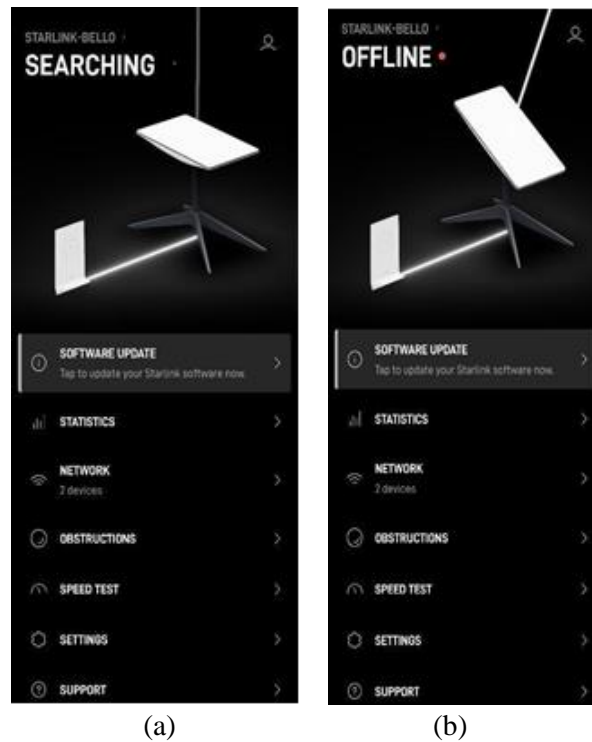 STARLINK-BELLO
SEARCHING
SOFTWARE UPDATE
Tap to update your Starlink software now.
STATISTICS
NETWORK
2 devices
OBSTRUCTIONS
SPEED TEST
SETTINGS
SUPPORT
(a)
STARLINK-BELLO
OFFLINE
SOFTWARE UPDATE
Tap to update your Starlink software now.
STATISTICS
NETWORK
2 devices
OBSTRUCTIONS
SPEED TEST
SETTINGS
SUPPORT
(b)